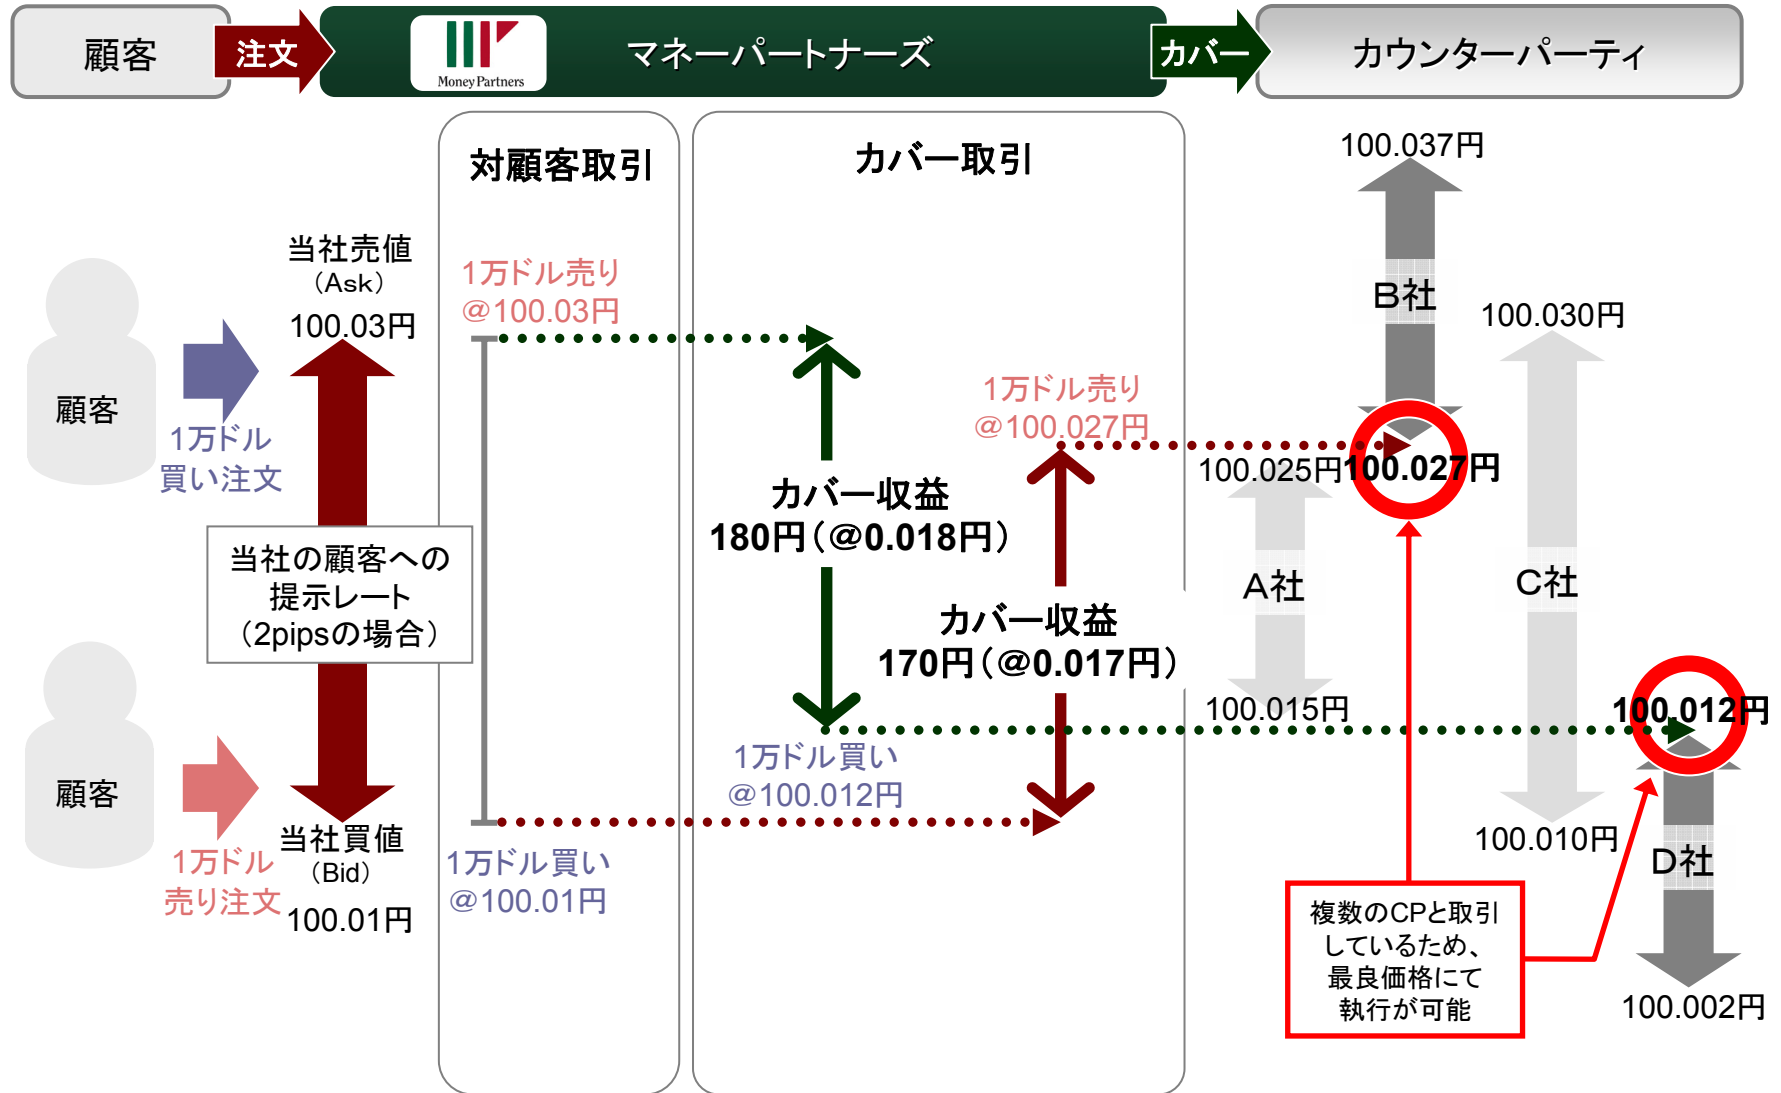 顧客
注文
Money Partners
マネーパートナーズ
カバー
カウンターパーティ
対顧客取引
カバー取引
100.037円
当社売値
（Ask）
100.03円
1万ドル売り
@100.03円
B社
100.030円
顧客
1万ドル
買い注文
1万ドル売り
@100.027円
100.025円
100.027円
カバー収益
180円（@0.018円）
当社の顧客への
提示レート
（2pipsの場合）
A社
C社
カバー収益
170円（@0.017円）
100.015円
100.012円
1万ドル買い
@100.012円
顧客
1万ドル
売り注文
当社買値
（Bid）
100.01円
1万ドル買い
@100.01円
100.010円
D社
複数のCPと取引
しているため、
最良価格にて
執行が可能
100.002円